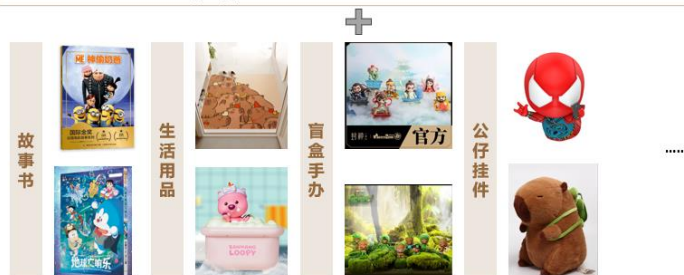 故事书
神偷奶爸
生活用品
LOOPY
盲盒手办
官方
公仔挂件
地球交响乐
......